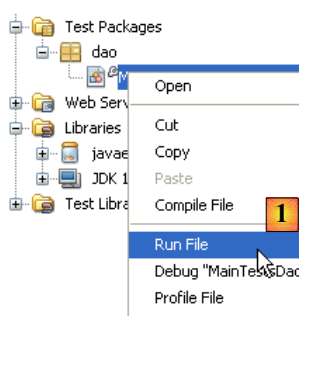 Test Packages
dao
M
Open
Web Serv
Cut
Libraries
javae
Copy
JDK 1
Paste
Test Libra
Compile File
1
Run File
Debug "MainTests
Profile File